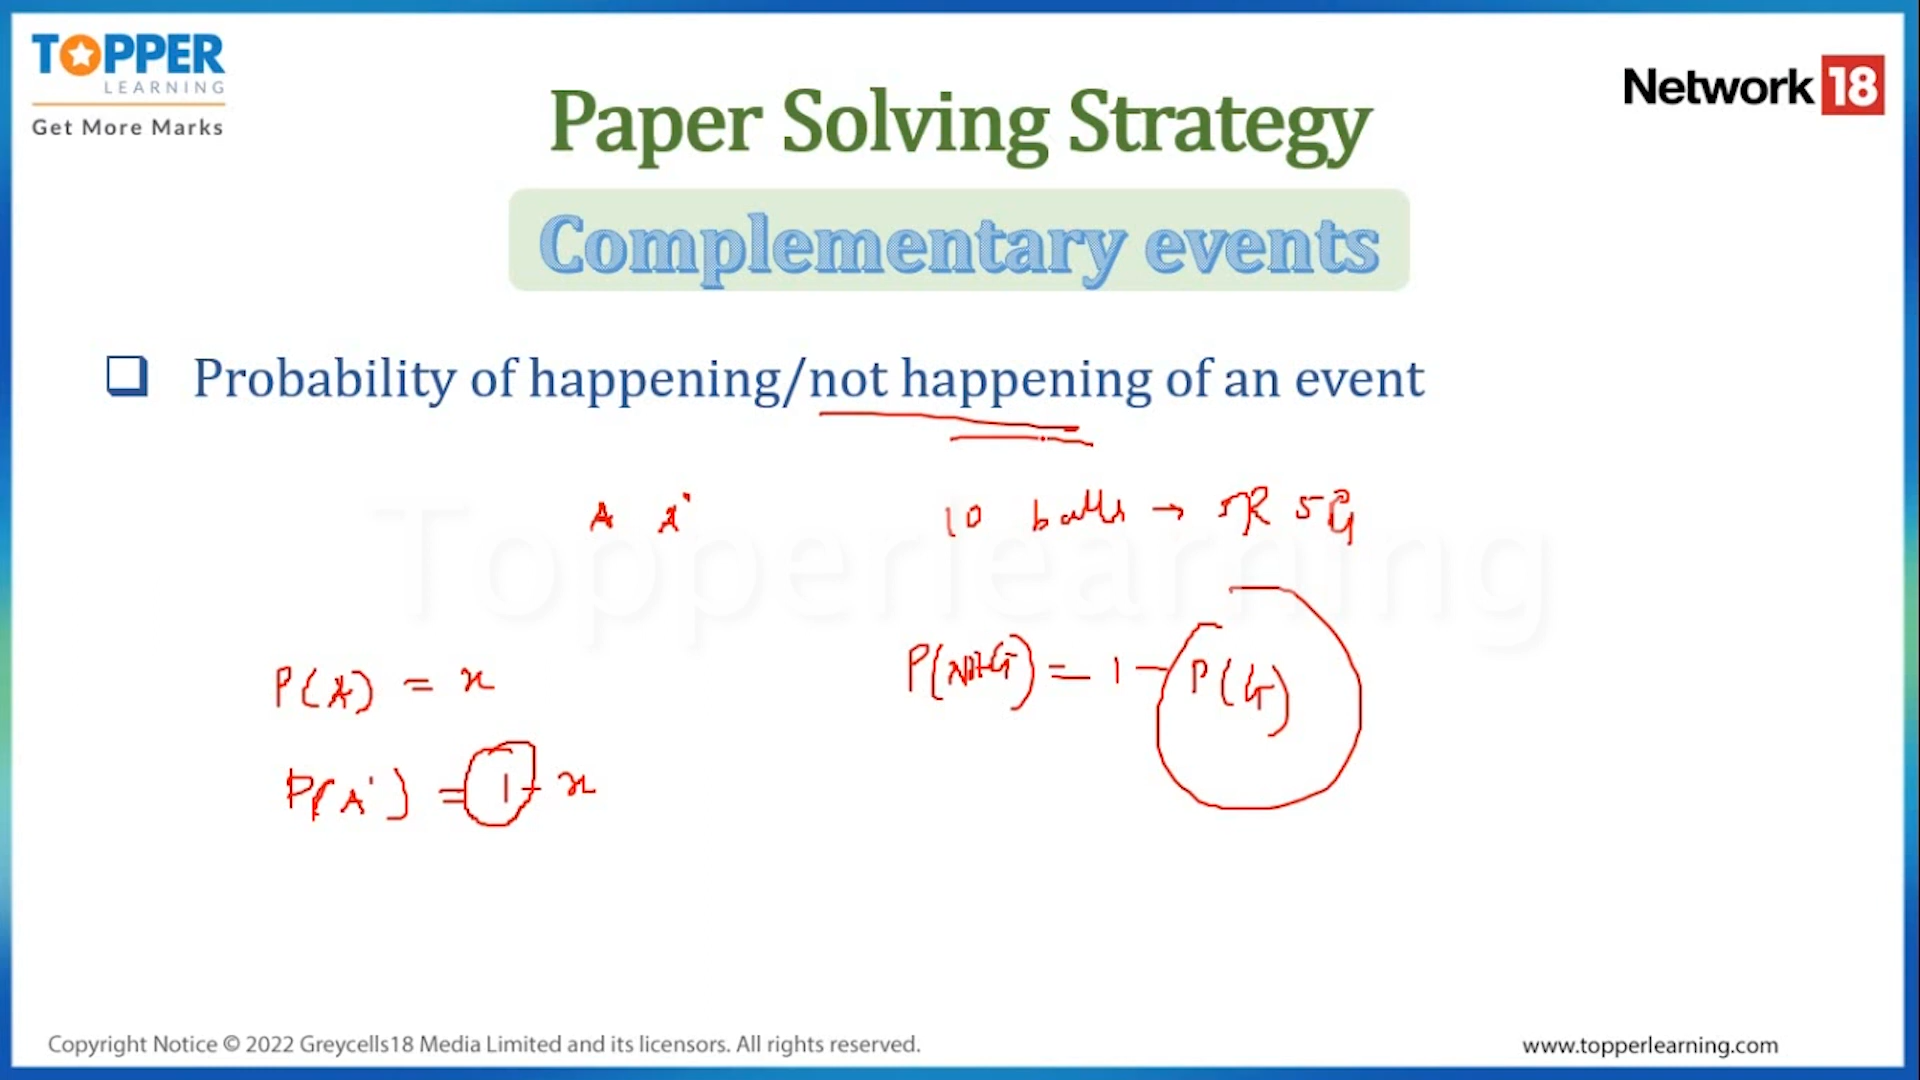 TOPPER
LEARNING
Get More Marks
Network 18
Paper Solving Strategy
Complementary events
❑ Probability of happening/not happening of an event
A A'
10 balls → 5R 5G
Topperlearning
P(A) = x
P(A') = 1 - x
P(Not G) = 1 - P(G)
Copyright Notice © 2022 Greycells18 Media Limited and its licensors. All rights reserved.
www.topperlearning.com